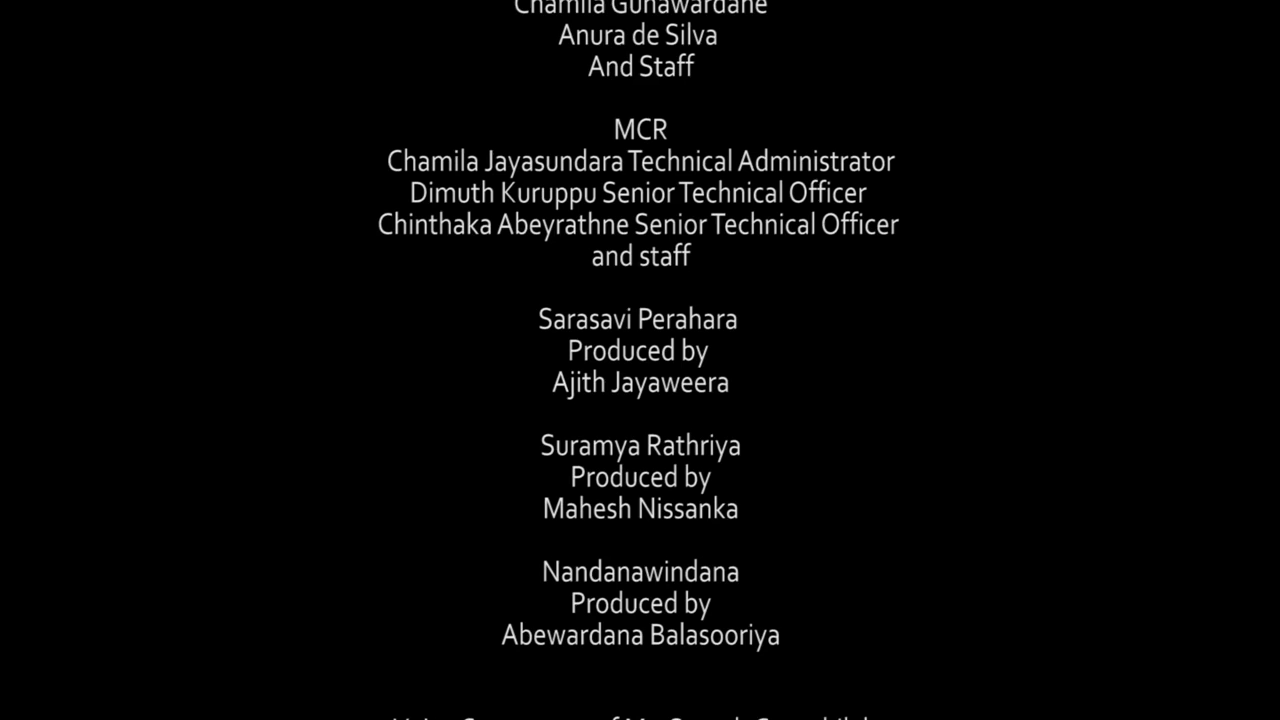 Chamila Gunawardane
Anura de Silva
And Staff
MCR
Chamila Jayasundara Technical Administrator
Dimuth Kuruppu Senior Technical Officer
Chinthaka Abeyrathne Senior Technical Officer
and staff
Sarasavi Perahara
Produced by
Ajith Jayaweera
Suramya Rathriya
Produced by
Mahesh Nissanka
Nandanawindana
Produced by
Abewardana Balasooriya